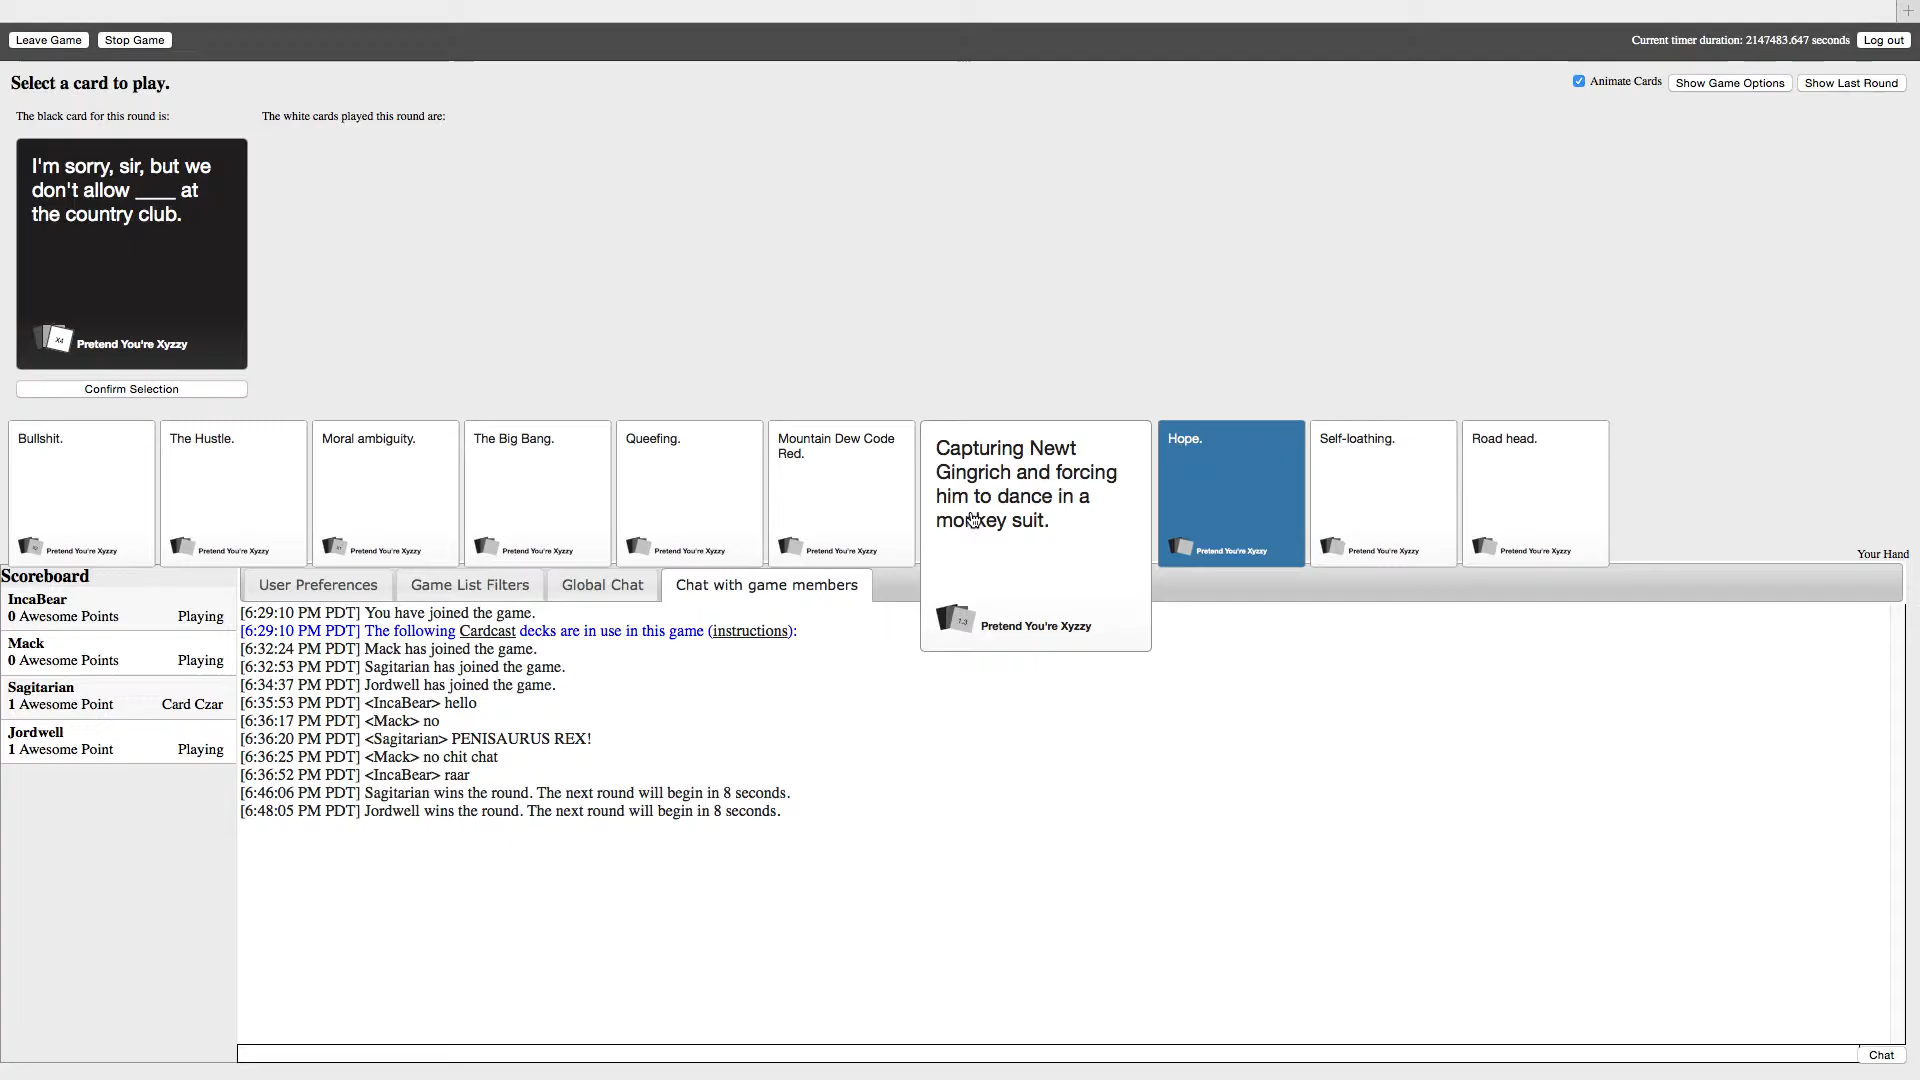 +
Leave Game
Stop Game
Current timer duration: 2147483.647 seconds
Log out
Select a card to play.
Animate Cards
Show Game Options
Show Last Round
The black card for this round is:
The white cards played this round are:
I'm sorry, sir, but we
don't allow ____ at
the country club.
X4
Pretend You're Xyzzy
Confirm Selection
Bullshit.
Pretend You're Xyzzy
The Hustle.
Pretend You're Xyzzy
Moral ambiguity.
Pretend You're Xyzzy
The Big Bang.
Pretend You're Xyzzy
Queefing.
Pretend You're Xyzzy
Mountain Dew Code
Red.
Pretend You're Xyzzy
Capturing Newt
Gingrich and forcing
him to dance in a
monkey suit.
1.3
Pretend You're Xyzzy
Hope.
Pretend You're Xyzzy
Self-loathing.
Pretend You're Xyzzy
Road head.
Pretend You're Xyzzy
Your Hand
Scoreboard
IncaBear
0 Awesome Points Playing
Mack
0 Awesome Points Playing
Sagitarian
1 Awesome Point Card Czar
Jordwell
1 Awesome Point Playing
User Preferences
Game List Filters
Global Chat
Chat with game members
[6:29:10 PM PDT] You have joined the game.
[6:29:10 PM PDT] The following Cardcast decks are in use in this game (instructions):
[6:32:24 PM PDT] Mack has joined the game.
[6:32:53 PM PDT] Sagitarian has joined the game.
[6:34:37 PM PDT] Jordwell has joined the game.
[6:35:53 PM PDT] <IncaBear> hello
[6:36:17 PM PDT] <Mack> no
[6:36:20 PM PDT] <Sagitarian> PENISAURUS REX!
[6:36:25 PM PDT] <Mack> no chit chat
[6:36:52 PM PDT] <IncaBear> raar
[6:46:06 PM PDT] Sagitarian wins the round. The next round will begin in 8 seconds.
[6:48:05 PM PDT] Jordwell wins the round. The next round will begin in 8 seconds.
Chat